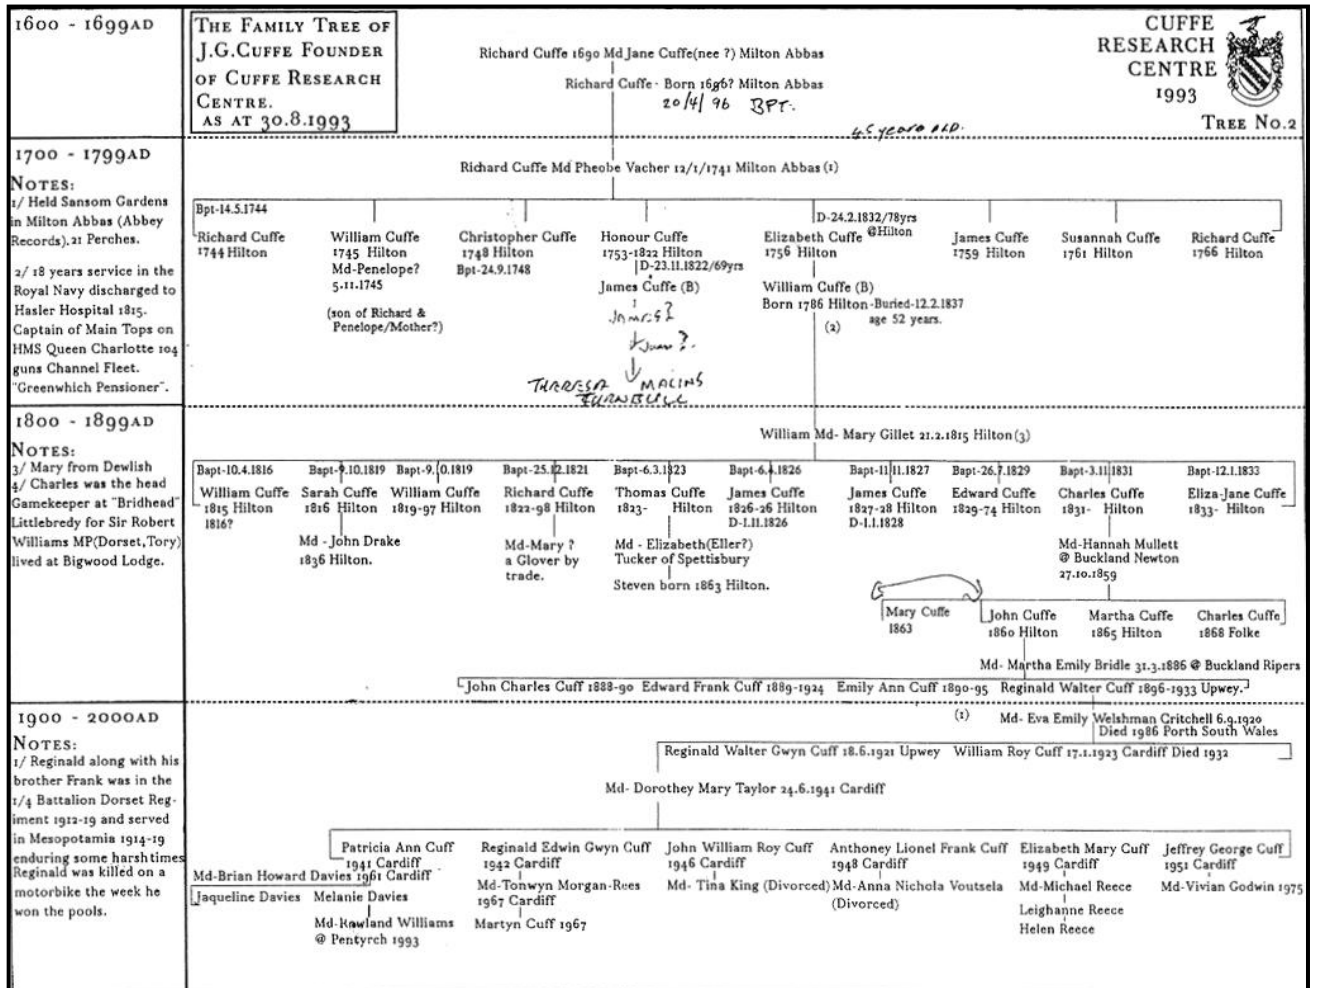 1600 - 1699AD
THE FAMILY TREE OF
J.G.CUFFE FOUNDER
OF CUFFE RESEARCH
CENTRE.
AS AT 30.8.1993
Richard Cuffe 1690 Md Jane Cuffe(nee ?) Milton Abbas
Richard Cuffe - Born 1696? Milton Abbas
20/4/96 BPT.
45 years OLD.
CUFFE
RESEARCH
CENTRE
1993
TREE NO.2
1700 - 1799AD
NOTES:
1/ Held Sansom Gardens
in Milton Abbas (Abbey
Records).21 Perches.
2/ 18 years service in the
Royal Navy discharged to
Hasler Hospital 1815.
Captain of Main Tops on
HMS Queen Charlotte 104
guns Channel Fleet.
"Greenwhich Pensioner".
Richard Cuffe Md Pheobe Vacher 12/1/1741 Milton Abbas (1)
Bpt-14.5.1744
Richard Cuffe
1744 Hilton
William Cuffe
1745 Hilton
Md-Penelope?
5.11.1745
(son of Richard &
Penelope/Mother?)
Christopher Cuffe
1748 Hilton
Bpt-24.9.1748
Honour Cuffe
1753-1822 Hilton
D-23.11.1822/69yrs
James Cuffe (B)
James?
THERESA MALINS
TURNBULL
D-24.2.1832/78yrs
@Hilton
Elizabeth Cuffe
1756 Hilton
William Cuffe (B)
Born 1786 Hilton-Buried-12.2.1837
age 52 years.
(2)
James Cuffe
1759 Hilton
Susannah Cuffe
1761 Hilton
Richard Cuffe
1766 Hilton
1800 - 1899AD
NOTES:
3/ Mary from Dewlish
4/ Charles was the head
Gamekeeper at "Bridhead"
Littlebredy for Sir Robert
Williams MP(Dorset,Tory)
lived at Bigwood Lodge.
William Md- Mary Gillet 21.2.1815 Hilton (3)
Bapt-10.4.1816
William Cuffe
1815 Hilton
1816?
Bapt-9.10.1819
Sarah Cuffe
1816 Hilton
Md - John Drake
1836 Hilton.
Bapt-9.10.1819
William Cuffe
1819-97 Hilton
Bapt-25.12.1821
Richard Cuffe
1822-98 Hilton
Md-Mary ?
a Glover by
trade.
Bapt-6.3.1823
Thomas Cuffe
1823- Hilton
Md - Elizabeth(Eller?)
Tucker of Spettisbury
Steven born 1863 Hilton.
Bapt-6.4.1826
James Cuffe
1826-26 Hilton
D-1.11.1826
Bapt-11.11.1827
James Cuffe
1827-28 Hilton
D-1.1.1828
Bapt-26.7.1829
Edward Cuffe
1829-74 Hilton
Bapt-3.11.1831
Charles Cuffe
1831- Hilton
Md-Hannah Mullett
@ Buckland Newton
27.10.1859
Bapt-12.1.1833
Eliza-Jane Cuffe
1833- Hilton
Mary Cuffe
1863
John Cuffe
1860 Hilton
Martha Cuffe
1865 Hilton
Charles Cuffe
1868 Folke
Md- Martha Emily Bridle 31.3.1886 @ Buckland Ripers
John Charles Cuff 1888-90 Edward Frank Cuff 1889-1924 Emily Ann Cuff 1890-95 Reginald Walter Cuff 1896-1933 Upwey.
1900 - 2000AD
NOTES:
1/ Reginald along with his
brother Frank was in the
1/4 Battalion Dorset Reg-
iment 1912-19 and served
in Mesopotamia 1914-19
enduring some harsh times
Reginald was killed on a
motorbike the week he
won the pools.
(1) Md- Eva Emily Welshman Critchell 6.9.1920
Died 1986 Porth South Wales
Reginald Walter Gwyn Cuff 18.6.1921 Upwey William Roy Cuff 17.1.1923 Cardiff Died 1932
Md- Dorothey Mary Taylor 24.6.1941 Cardiff
Patricia Ann Cuff
1941 Cardiff
Md-Brian Howard Davies 1961 Cardiff
Jaqueline Davies Melanie Davies
Md-Rowland Williams
@ Pentyrch 1993
Reginald Edwin Gwyn Cuff
1942 Cardiff
Md-Tonwyn Morgan-Rees
1967 Cardiff
Martyn Cuff 1967
John William Roy Cuff
1946 Cardiff
Md- Tina King (Divorced)
Anthoney Lionel Frank Cuff
1948 Cardiff
Md-Anna Nichola Voutsela
(Divorced)
Elizabeth Mary Cuff
1949 Cardiff
Md-Michael Reece
Leighanne Reece
Helen Reece
Jeffrey George Cuff
1951 Cardiff
Md-Vivian Godwin 1975